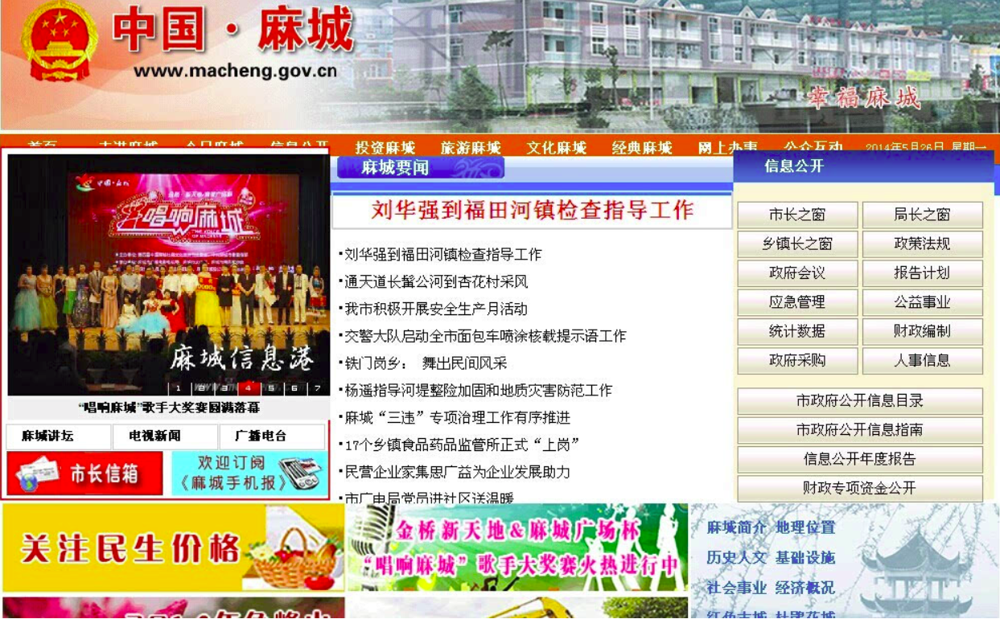 中国·麻城
www.macheng.gov.cn
幸福麻城
首页 走进麻城 今日麻城 信息公开 投资麻城 旅游麻城 文化麻城 经典麻城 网上办事 公众互动 2014年5月26日 星期一
中国·麻城
唱响麻城
THE VOICE OF MACHENG
麻城信息港
1 2 3 4 5 6 7
“唱响麻城”歌手大奖赛圆满落幕
麻城讲坛 电视新闻 广播电台
市长信箱
欢迎订阅
《麻城手机报》
麻城要闻
刘华强到福田河镇检查指导工作
·刘华强到福田河镇检查指导工作
·通天道长髯公河到杏花村采风
·我市积极开展安全生产月活动
·交警大队启动全市面包车喷涂核载提示语工作
·铁门岗乡： 舞出民间风采
·杨遥指导河堤整险加固和地质灾害防范工作
·麻城“三违”专项治理工作有序推进
·17个乡镇食品药品监管所正式“上岗”
·民营企业家集思广益为企业发展助力
·市广电局党员进社区送温暖
信息公开
市长之窗 局长之窗
乡镇长之窗 政策法规
政府会议 报告计划
应急管理 公益事业
统计数据 财政编制
政府采购 人事信息
市政府公开信息目录
市政府公开信息指南
信息公开年度报告
财政专项资金公开
关注民生价格
金桥新天地&麻城广场杯
“唱响麻城”歌手大奖赛火热进行中
麻城简介 地理位置
历史人文 基础设施
社会事业 经济概况
红色古城 杜鹃花城